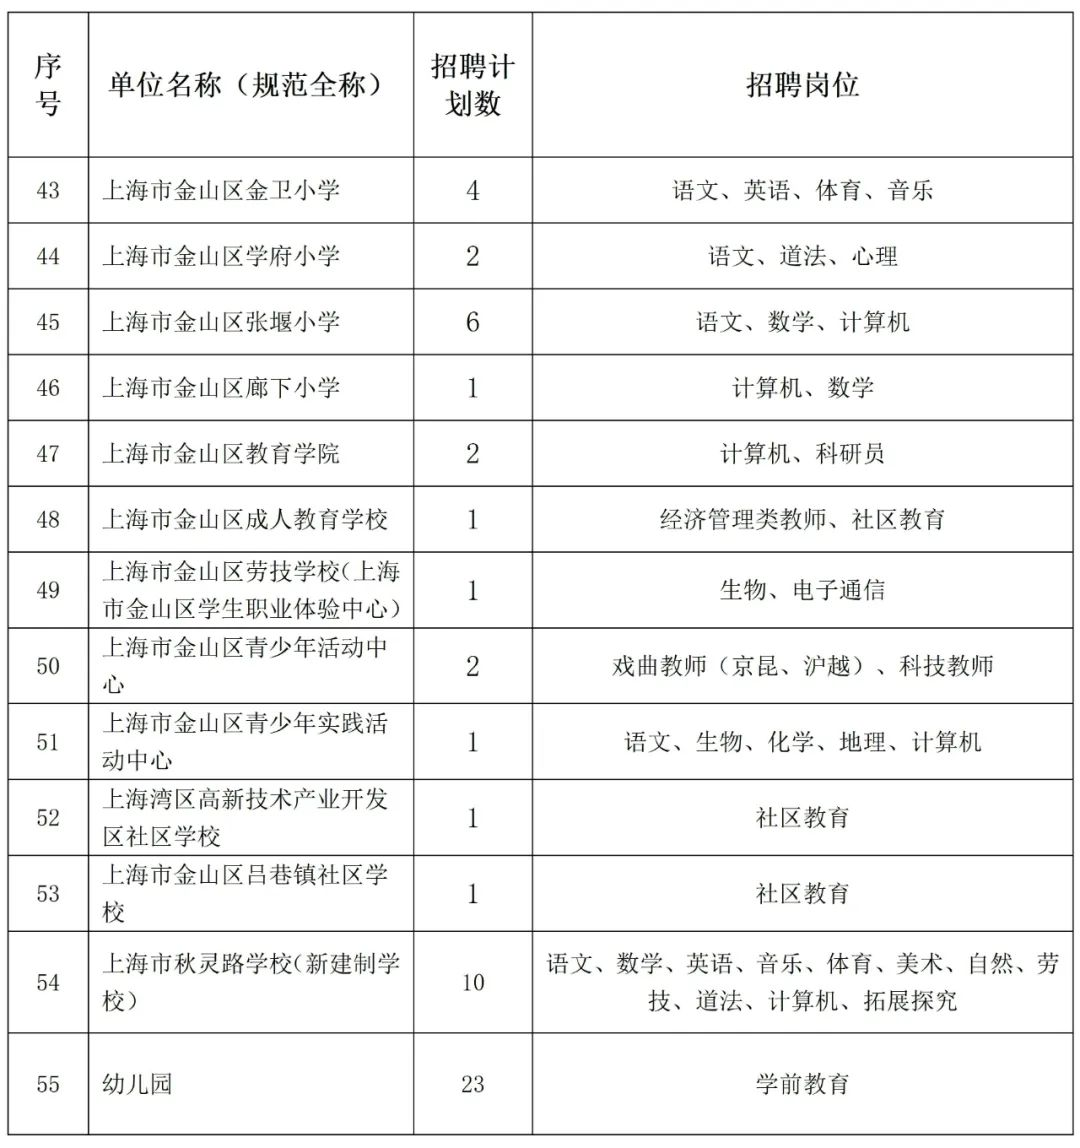 序号 单位名称（规范全称） 招聘计划数 招聘岗位
43 上海市金山区金卫小学 4 语文、英语、体育、音乐
44 上海市金山区学府小学 2 语文、道法、心理
45 上海市金山区张堰小学 6 语文、数学、计算机
46 上海市金山区廊下小学 1 计算机、数学
47 上海市金山区教育学院 2 计算机、科研员
48 上海市金山区成人教育学校 1 经济管理类教师、社区教育
49 上海市金山区劳技学校（上海市金山区学生职业体验中心） 1 生物、电子通信
50 上海市金山区青少年活动中心 2 戏曲教师（京昆、沪越）、科技教师
51 上海市金山区青少年实践活动中心 1 语文、生物、化学、地理、计算机
52 上海湾区高新技术产业开发区社区学校 1 社区教育
53 上海市金山区吕巷镇社区学校 1 社区教育
54 上海市秋灵路学校（新建制学校） 10 语文、数学、英语、音乐、体育、美术、自然、劳技、道法、计算机、拓展探究
55 幼儿园 23 学前教育